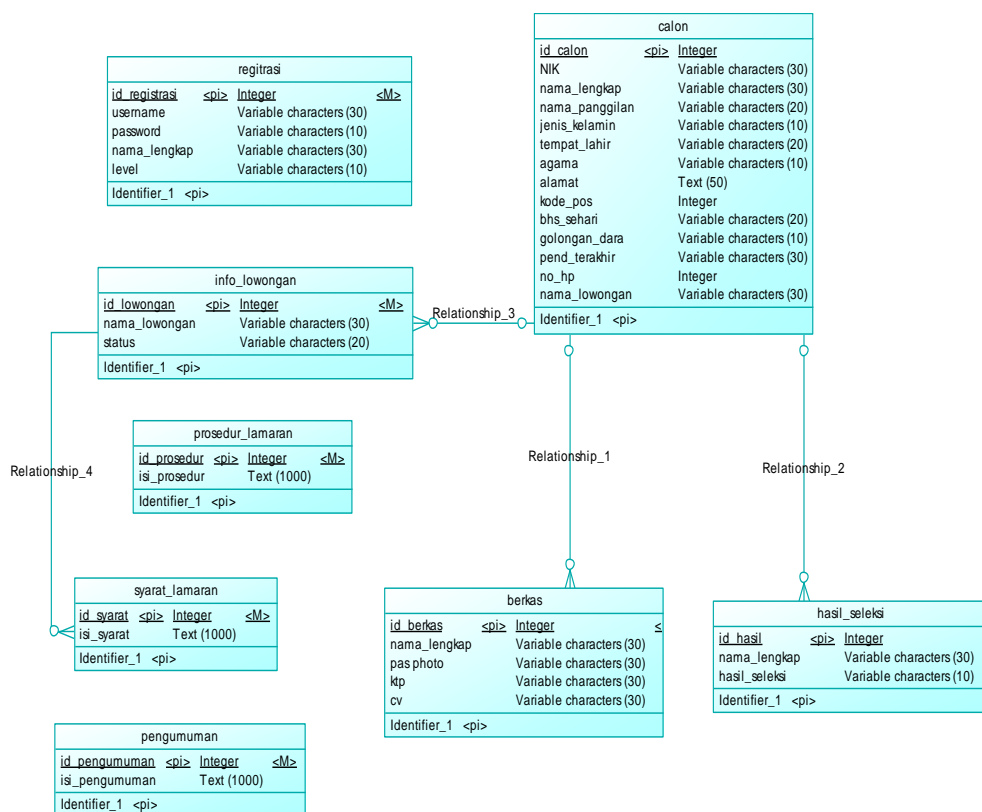 calon
id_calon <pi> Integer
NIK Variable characters (30)
nama_lengkap Variable characters (30)
nama_panggilan Variable characters (20)
jenis_kelamin Variable characters (10)
tempat_lahir Variable characters (20)
agama Variable characters (10)
alamat Text (50)
kode_pos Integer
bhs_sehari Variable characters (20)
golongan_dara Variable characters (10)
pend_terakhir Variable characters (30)
no_hp Integer
nama_lowongan Variable characters (30)
Identifier_1 <pi>
regitrasi
id_registrasi <pi> Integer <M>
username Variable characters (30)
password Variable characters (10)
nama_lengkap Variable characters (30)
level Variable characters (10)
Identifier_1 <pi>
info_lowongan
id_lowongan <pi> Integer <M>
nama_lowongan Variable characters (30)
status Variable characters (20)
Identifier_1 <pi>
Relationship_3
prosedur_lamaran
id_prosedur <pi> Integer <M>
isi_prosedur Text (1000)
Identifier_1 <pi>
Relationship_4
Relationship_1
Relationship_2
syarat_lamaran
id_syarat <pi> Integer <M>
isi_syarat Text (1000)
Identifier_1 <pi>
berkas
id_berkas <pi> Integer <
nama_lengkap Variable characters (30)
pas photo Variable characters (30)
ktp Variable characters (30)
cv Variable characters (30)
Identifier_1 <pi>
hasil_seleksi
id_hasil <pi> Integer
nama_lengkap Variable characters (30)
hasil_seleksi Variable characters (10)
Identifier_1 <pi>
pengumuman
id_pengumuman <pi> Integer <M>
isi_pengumuman Text (1000)
Identifier_1 <pi>